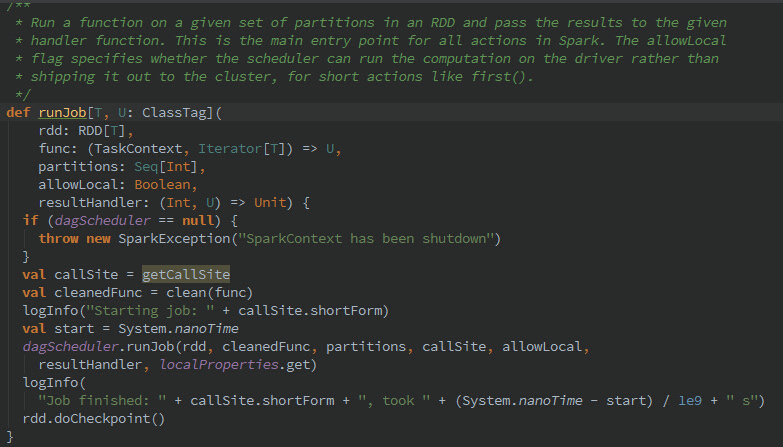 /**
 * Run a function on a given set of partitions in an RDD and pass the results to the given
 * handler function. This is the main entry point for all actions in Spark. The allowLocal
 * flag specifies whether the scheduler can run the computation on the driver rather than
 * shipping it out to the cluster, for short actions like first().
 */
def runJob[T, U: ClassTag](
    rdd: RDD[T],
    func: (TaskContext, Iterator[T]) => U,
    partitions: Seq[Int],
    allowLocal: Boolean,
    resultHandler: (Int, U) => Unit) {
  if (dagScheduler == null) {
    throw new SparkException("SparkContext has been shutdown")
  }
  val callSite = getCallSite
  val cleanedFunc = clean(func)
  logInfo("Starting job: " + callSite.shortForm)
  val start = System.nanoTime
  dagScheduler.runJob(rdd, cleanedFunc, partitions, callSite, allowLocal,
    resultHandler, localProperties.get)
  logInfo(
    "Job finished: " + callSite.shortForm + ", took " + (System.nanoTime - start) / 1e9 + " s")
  rdd.doCheckpoint()
}